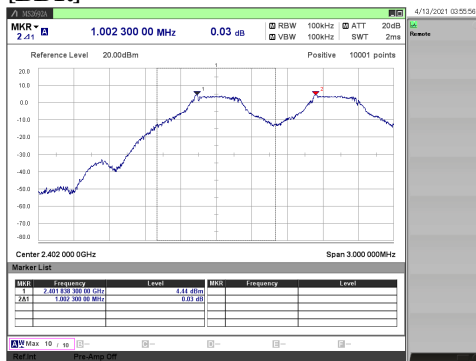 [BDR]
MS2692A
4/13/2021 03:55:56
MKR
2Δ1
1.002 300 00 MHz
0.03 dB
RBW 100kHz ATT 20dB
VBW 100kHz SWT 2ms
Remote
Reference Level 20.00dBm
Positive 10001 points
20.0
10.0
0.0
-10.0
-20.0
-30.0
-40.0
-50.0
-60.0
-70.0
-80.0
1
2
Center 2.402 000 0GHz
Span 3.000 000MHz
Marker List
MKR Frequency Level MKR Frequency Level
1 2.401 838 300 00 GHz 4.44 dBm
2Δ1 1.002 300 00 MHz 0.03 dB
A Max 10 / 10
Ref.Int Pre-Amp Off